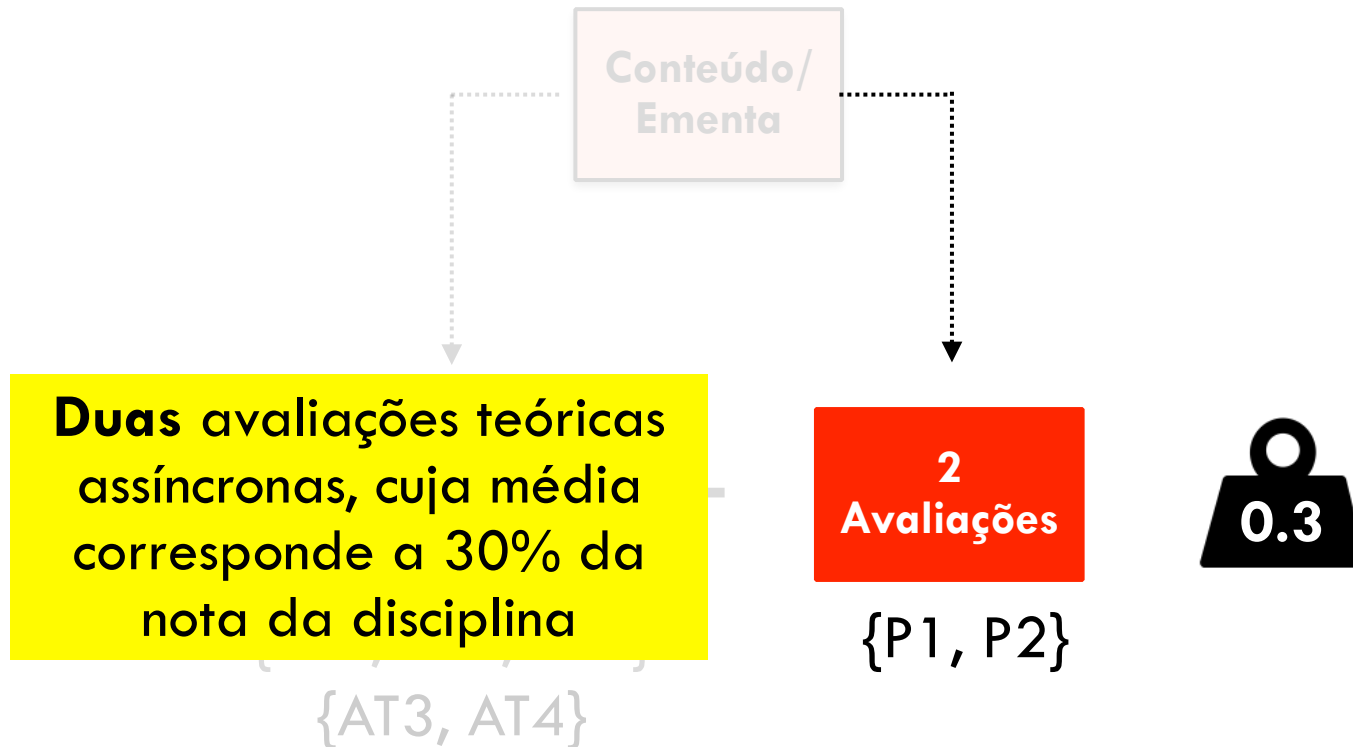 Conteúdo/
Ementa
Duas avaliações teóricas
assíncronas, cuja média
corresponde a 30% da
nota da disciplina
2
Avaliações
0.3
{P1, P2}
{AT3, AT4}